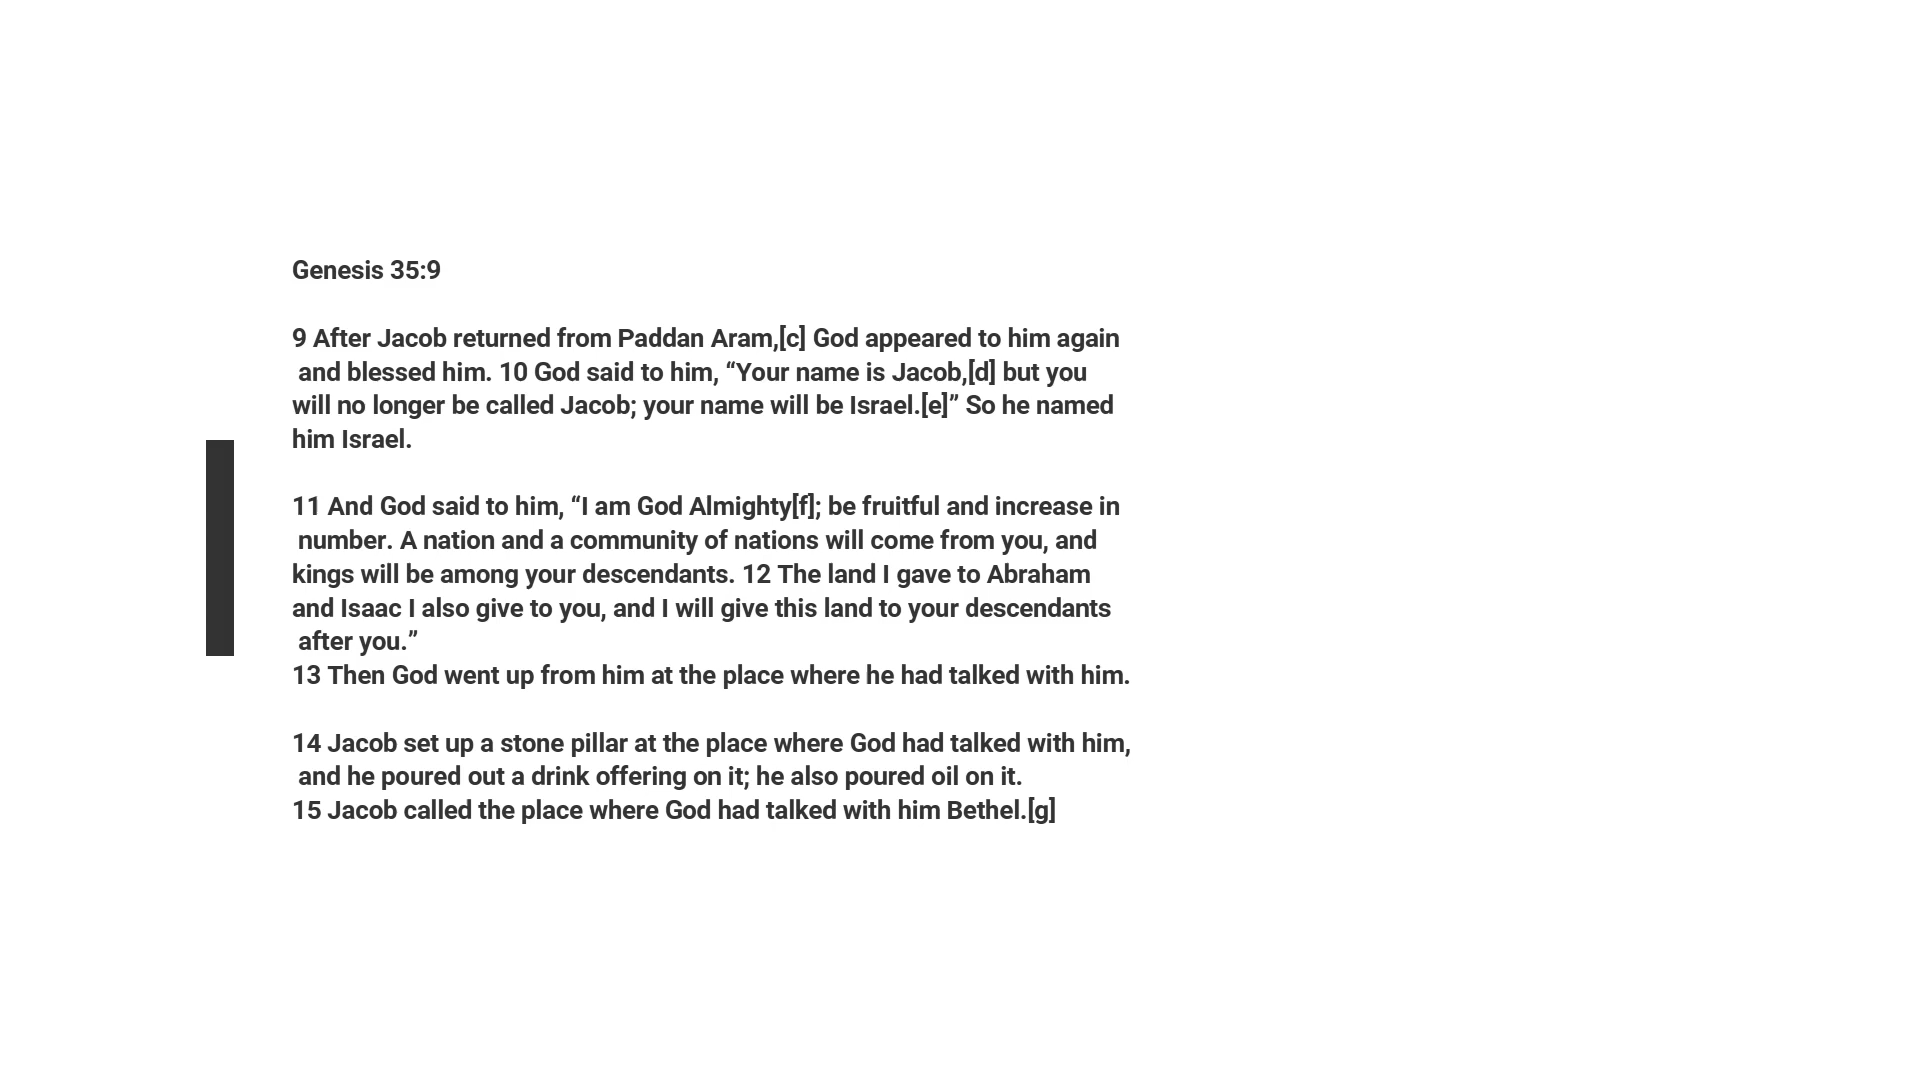 Genesis 35:9
9 After Jacob returned from Paddan Aram,[c] God appeared to him again
and blessed him. 10 God said to him, “Your name is Jacob,[d] but you
will no longer be called Jacob; your name will be Israel.[e]” So he named
him Israel.
11 And God said to him, “I am God Almighty[f]; be fruitful and increase in
number. A nation and a community of nations will come from you, and
kings will be among your descendants. 12 The land I gave to Abraham
and Isaac I also give to you, and I will give this land to your descendants
after you.”
13 Then God went up from him at the place where he had talked with him.
14 Jacob set up a stone pillar at the place where God had talked with him,
and he poured out a drink offering on it; he also poured oil on it.
15 Jacob called the place where God had talked with him Bethel.[g]